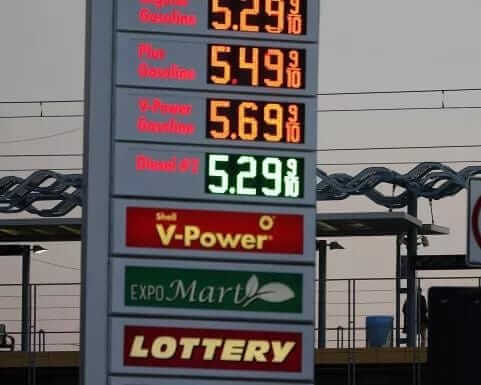 Regular
Gasoline 5.29 9/10
Plus
Gasoline 5.49 9/10
V-Power
Gasoline 5.69 9/10
Diesel #2 5.29 9/10
Shell
V-Power
EXPO Mart
LOTTERY